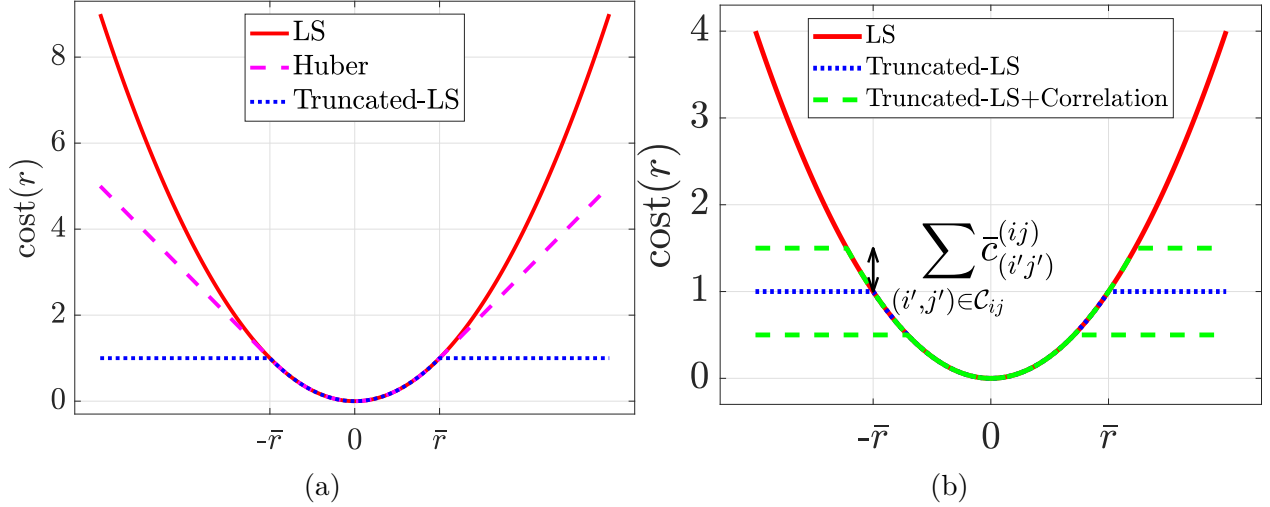 LS
Huber
Truncated-LS
cost(r)
8
6
4
2
0
-r̄
0
r̄
(a)
LS
Truncated-LS
Truncated-LS+Correlation
cost(r)
4
3
2
1
0
∑ c̄^{(ij)}_{(i'j')}
(i',j')∈𝒞_{ij}
-r̄
0
r̄
(b)